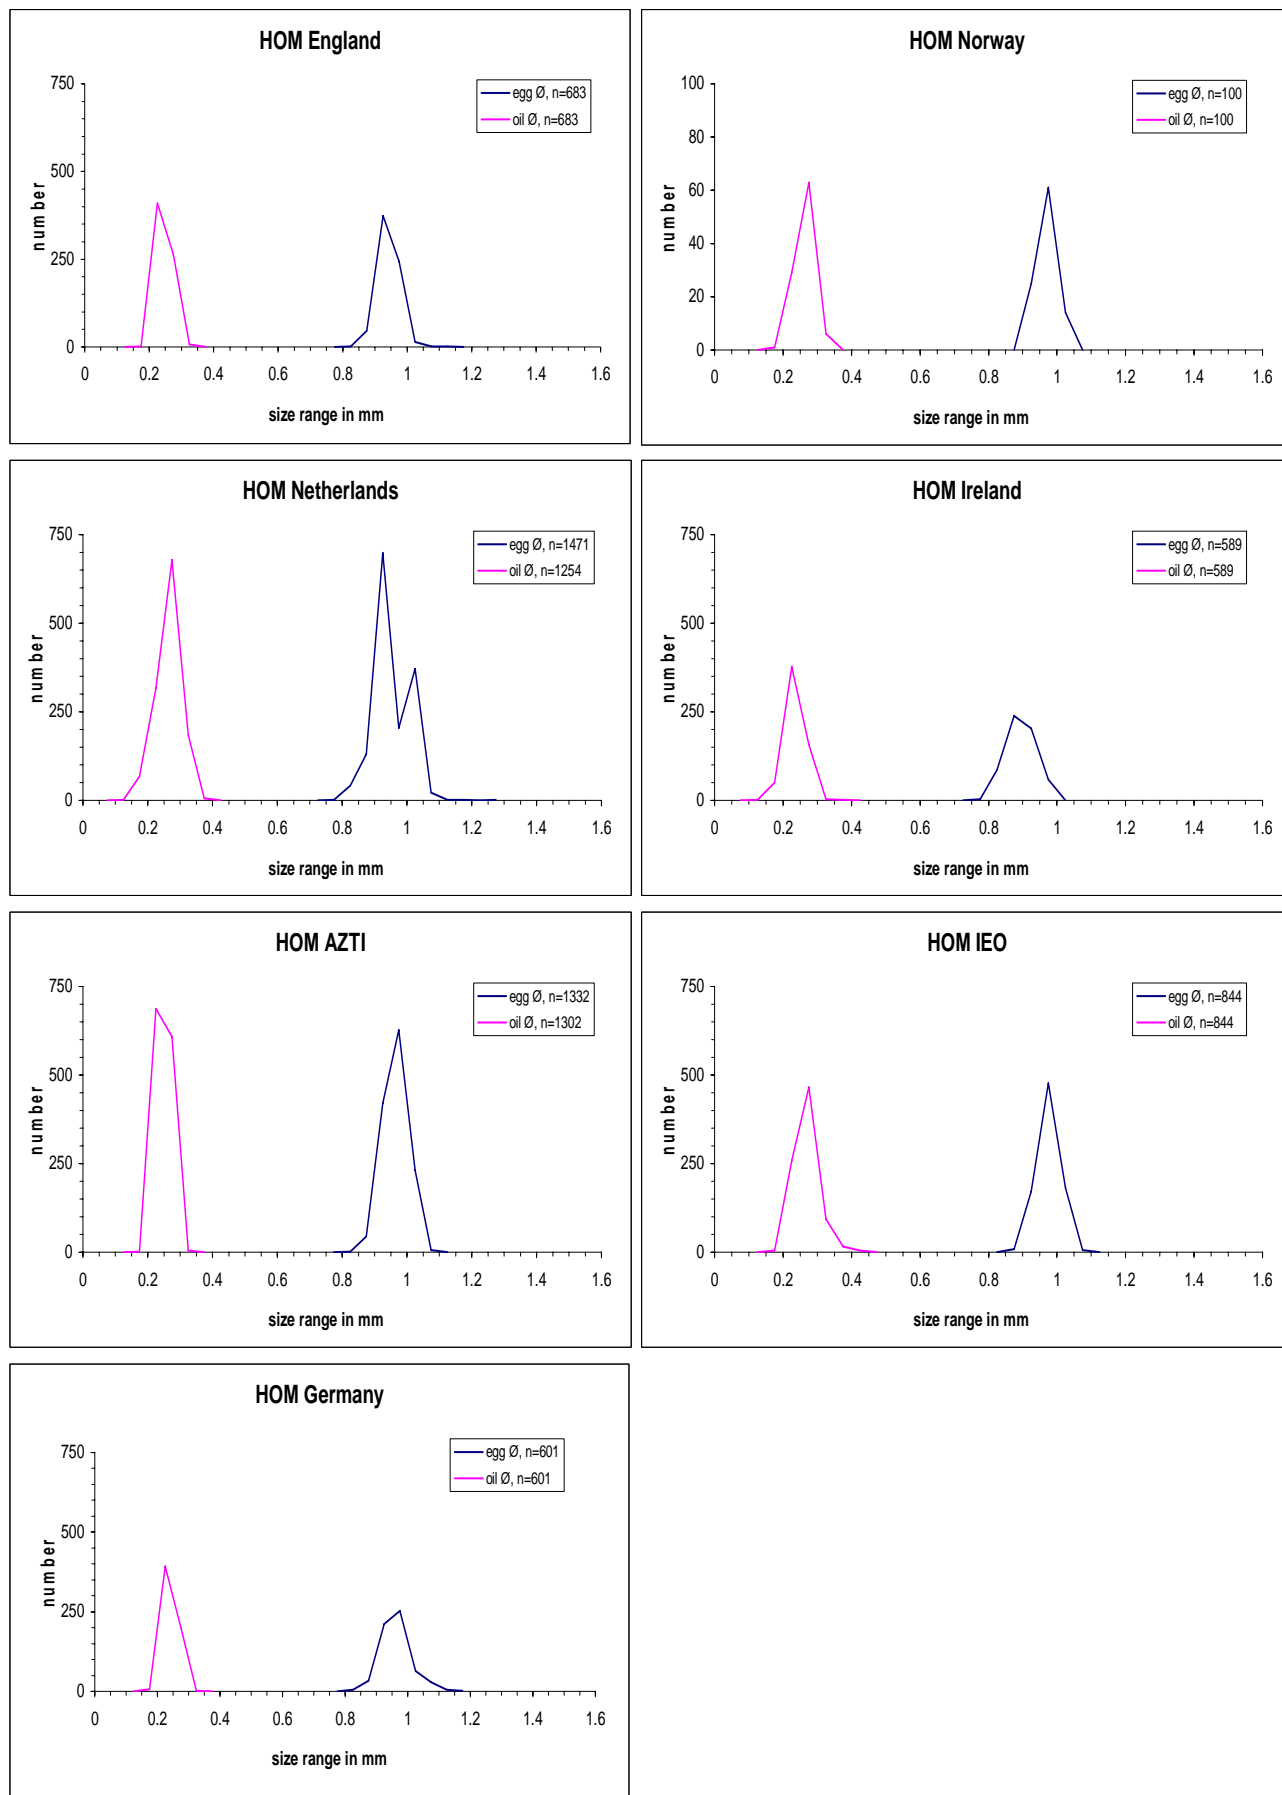 HOM England
750
500
250
0
number
egg Ø, n=683
oil Ø, n=683
0 0.2 0.4 0.6 0.8 1 1.2 1.4 1.6
size range in mm
HOM Norway
100
80
60
40
20
0
number
egg Ø, n=100
oil Ø, n=100
0 0.2 0.4 0.6 0.8 1 1.2 1.4 1.6
size range in mm
HOM Netherlands
750
500
250
0
number
egg Ø, n=1471
oil Ø, n=1254
0 0.2 0.4 0.6 0.8 1 1.2 1.4 1.6
size range in mm
HOM Ireland
750
500
250
0
number
egg Ø, n=589
oil Ø, n=589
0 0.2 0.4 0.6 0.8 1 1.2 1.4 1.6
size range in mm
HOM AZTI
750
500
250
0
number
egg Ø, n=1332
oil Ø, n=1302
0 0.2 0.4 0.6 0.8 1 1.2 1.4 1.6
size range in mm
HOM IEO
750
500
250
0
number
egg Ø, n=844
oil Ø, n=844
0 0.2 0.4 0.6 0.8 1 1.2 1.4 1.6
size range in mm
HOM Germany
750
500
250
0
number
egg Ø, n=601
oil Ø, n=601
0 0.2 0.4 0.6 0.8 1 1.2 1.4 1.6
size range in mm